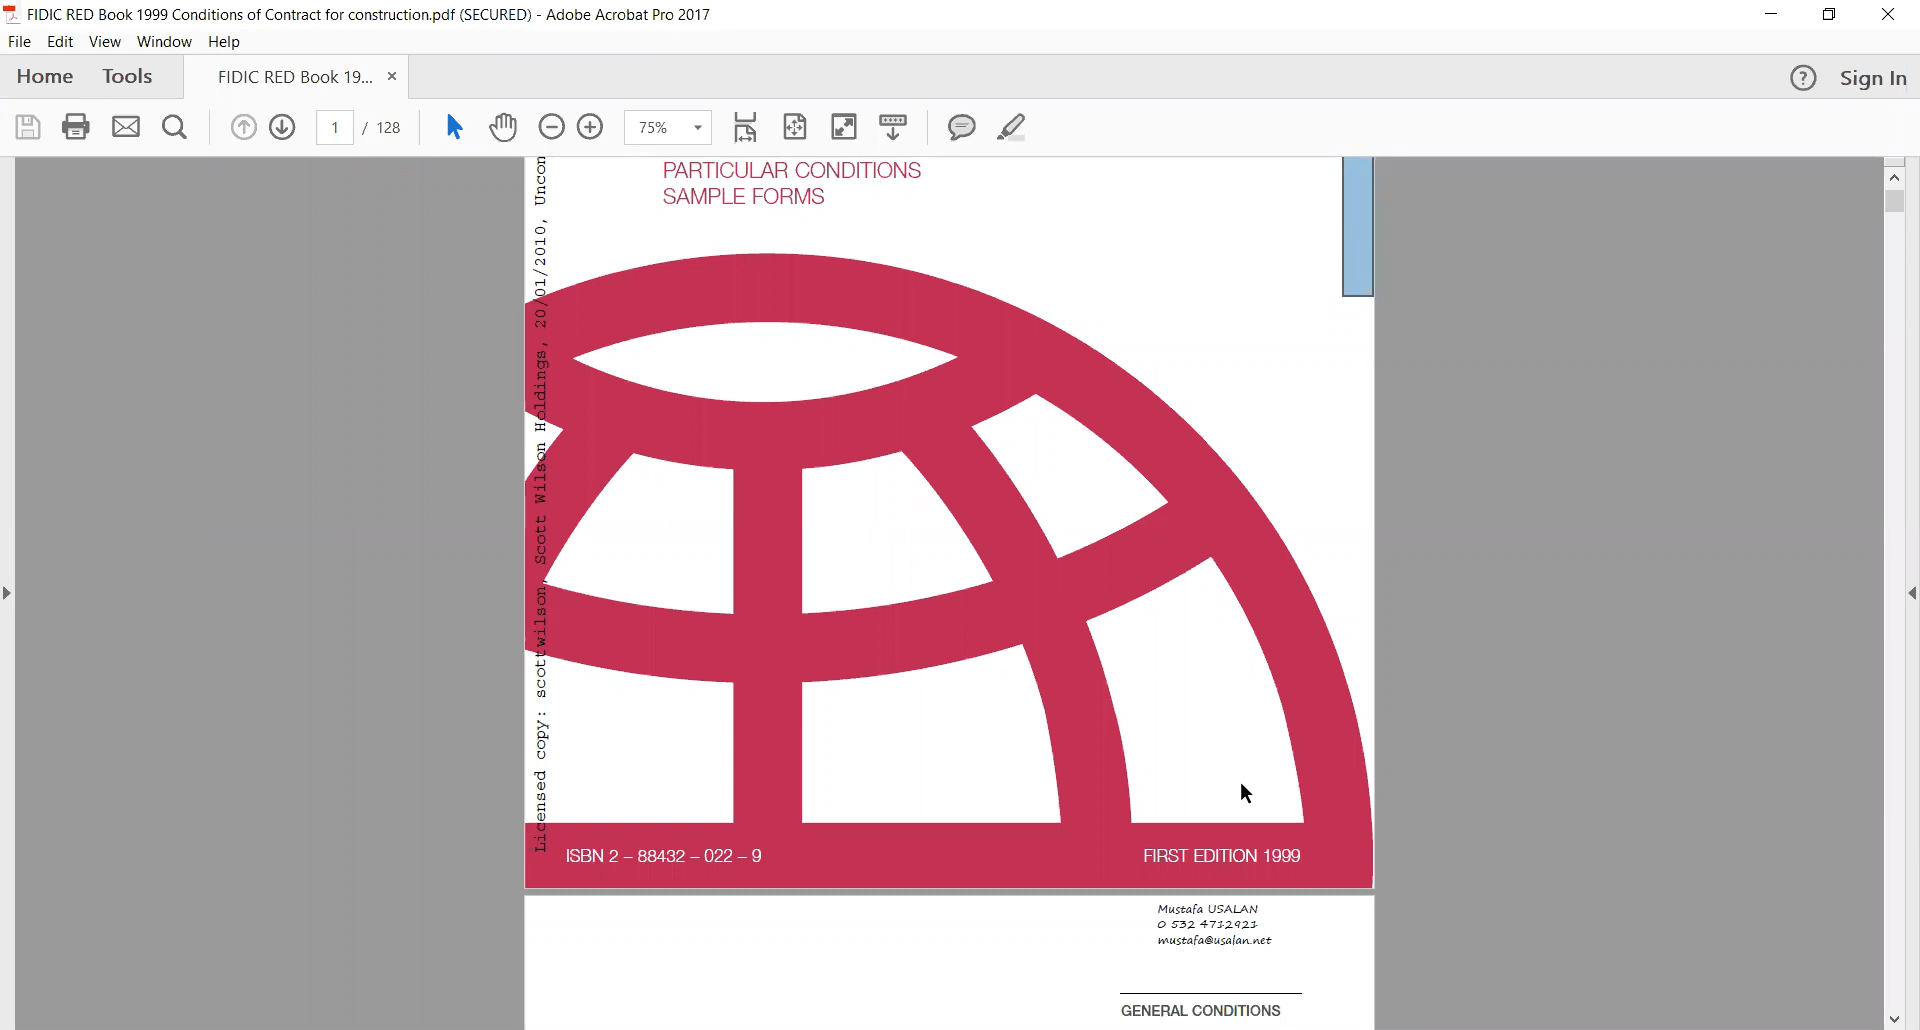 FIDIC RED Book 1999 Conditions of Contract for construction.pdf (SECURED) - Adobe Acrobat Pro 2017
File Edit View Window Help
Home Tools FIDIC RED Book 19... × ? Sign In
1 / 128 75%
PARTICULAR CONDITIONS
SAMPLE FORMS
Licensed copy: scottwilson, Scott Wilson Holdings, 20/01/2010, Uncon
ISBN 2 – 88432 – 022 – 9 FIRST EDITION 1999
Mustafa USALAN
0 532 4712921
mustafa@usalan.net
GENERAL CONDITIONS